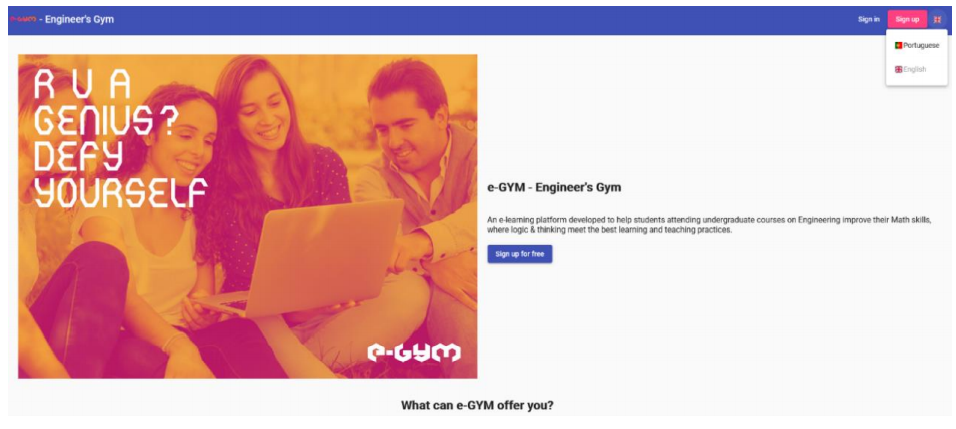 e-GYM - Engineer's Gym
Sign in
Sign up
Portuguese
English
R U A
GENIUS?
DEFY
YOURSELF
e-GYM
e-GYM - Engineer's Gym
An e-learning platform developed to help students attending undergraduate courses on Engineering improve their Math skills,
where logic & thinking meet the best learning and teaching practices.
Sign up for free
What can e-GYM offer you?